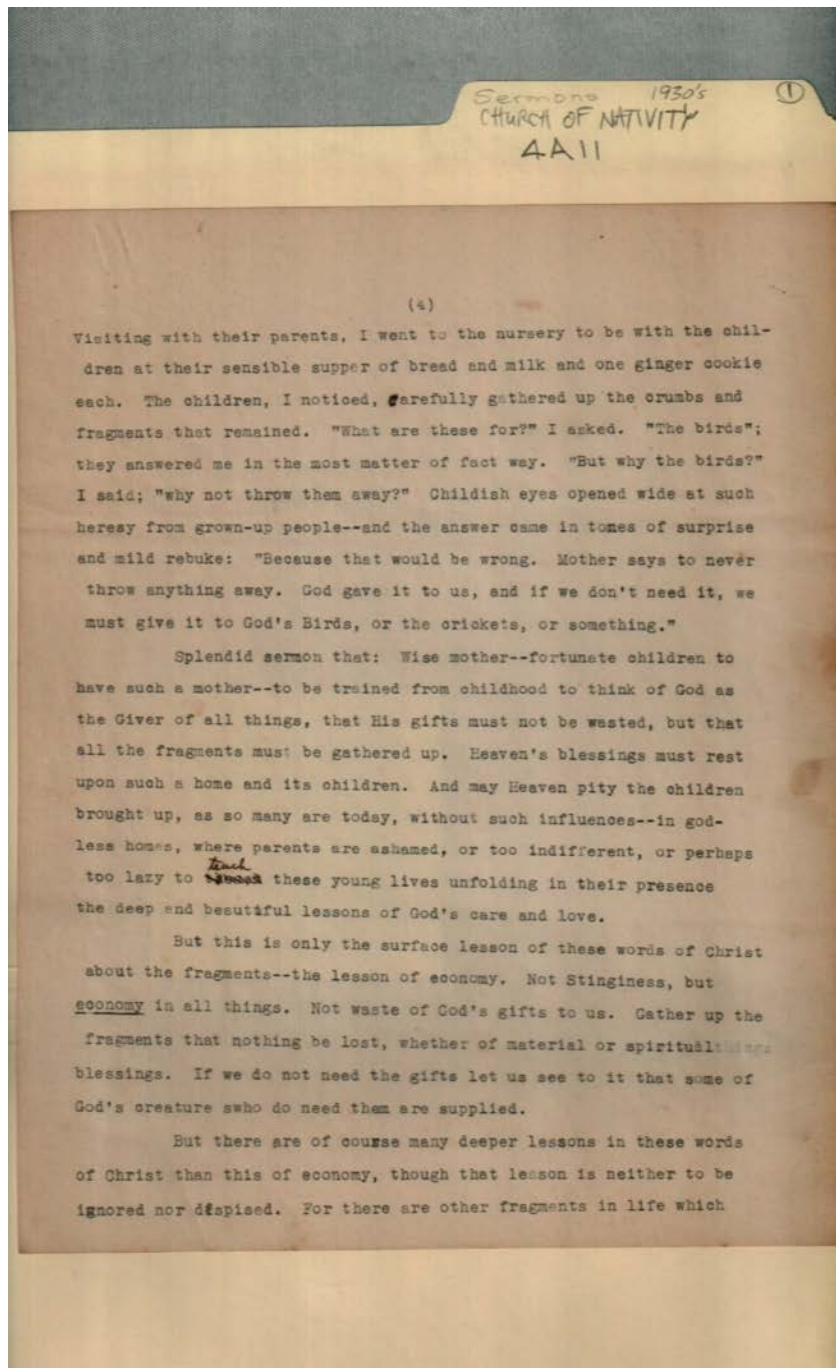 Sermons 1930's ①
CHURCH OF NATIVITY
4A11
(4)
Visiting with their parents, I went to the nursery to be with the chil-
dren at their sensible supper of bread and milk and one ginger cookie
each. The children, I noticed, carefully gathered up the crumbs and
fragments that remained. "What are these for?" I asked. "The birds";
they answered me in the most matter of fact way. "But why the birds?"
I said; "why not throw them away?" Childish eyes opened wide at such
heresy from grown-up people--and the answer came in tones of surprise
and mild rebuke: "Because that would be wrong. Mother says to never
throw anything away. God gave it to us, and if we don't need it, we
must give it to God's Birds, or the crickets, or something."
Splendid sermon that: Wise mother--fortunate children to
have such a mother--to be trained from childhood to think of God as
the Giver of all things, that His gifts must not be wasted, but that
all the fragments must be gathered up. Heaven's blessings must rest
upon such a home and its children. And may Heaven pity the children
brought up, as so many are today, without such influences--in god-
less homes, where parents are ashamed, or too indifferent, or perhaps
too lazy to teach these young lives unfolding in their presence
the deep and beautiful lessons of God's care and love.
But this is only the surface lesson of these words of Christ
about the fragments--the lesson of economy. Not Stinginess, but
economy in all things. Not waste of God's gifts to us. Gather up the
fragments that nothing be lost, whether of material or spiritual things
blessings. If we do not need the gifts let us see to it that some of
God's creature swho do need them are supplied.
But there are of course many deeper lessons in these words
of Christ than this of economy, though that lesson is neither to be
ignored nor despised. For there are other fragments in life which